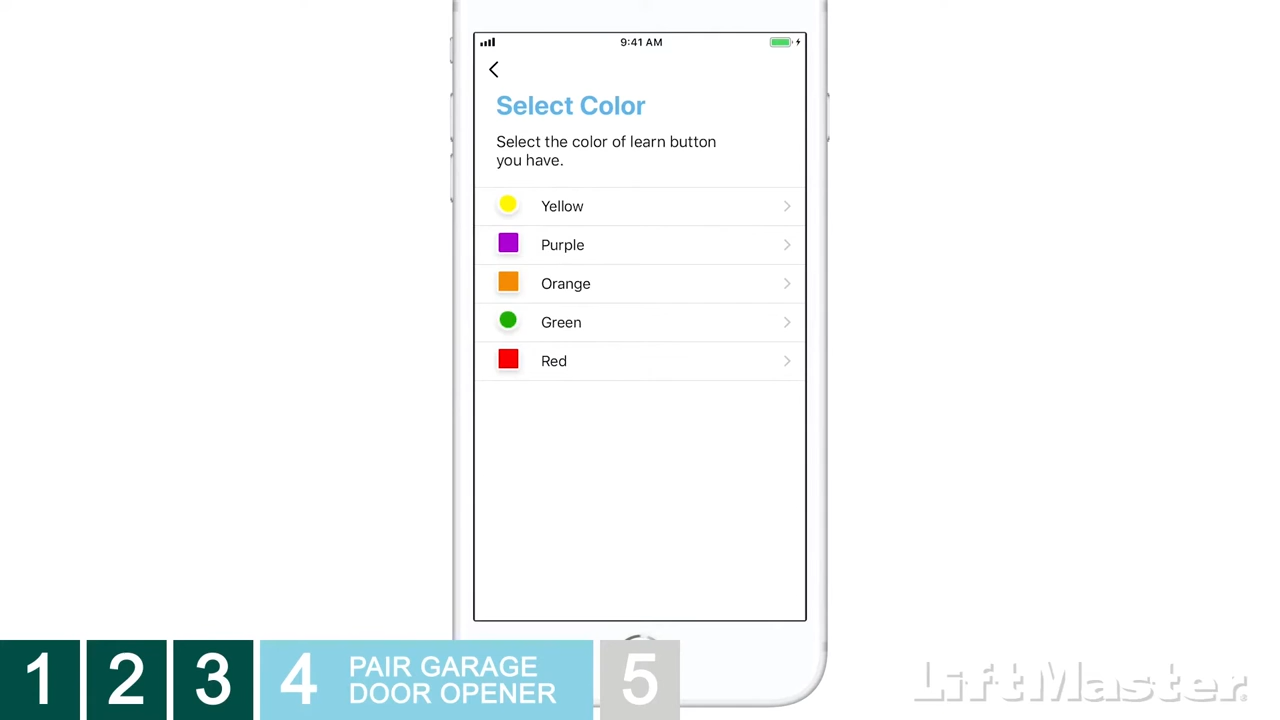 9:41 AM
Select Color
Select the color of learn button
you have.
Yellow
Purple
Orange
Green
Red
1 2 3 4 PAIR GARAGE
DOOR OPENER
5
LiftMaster®